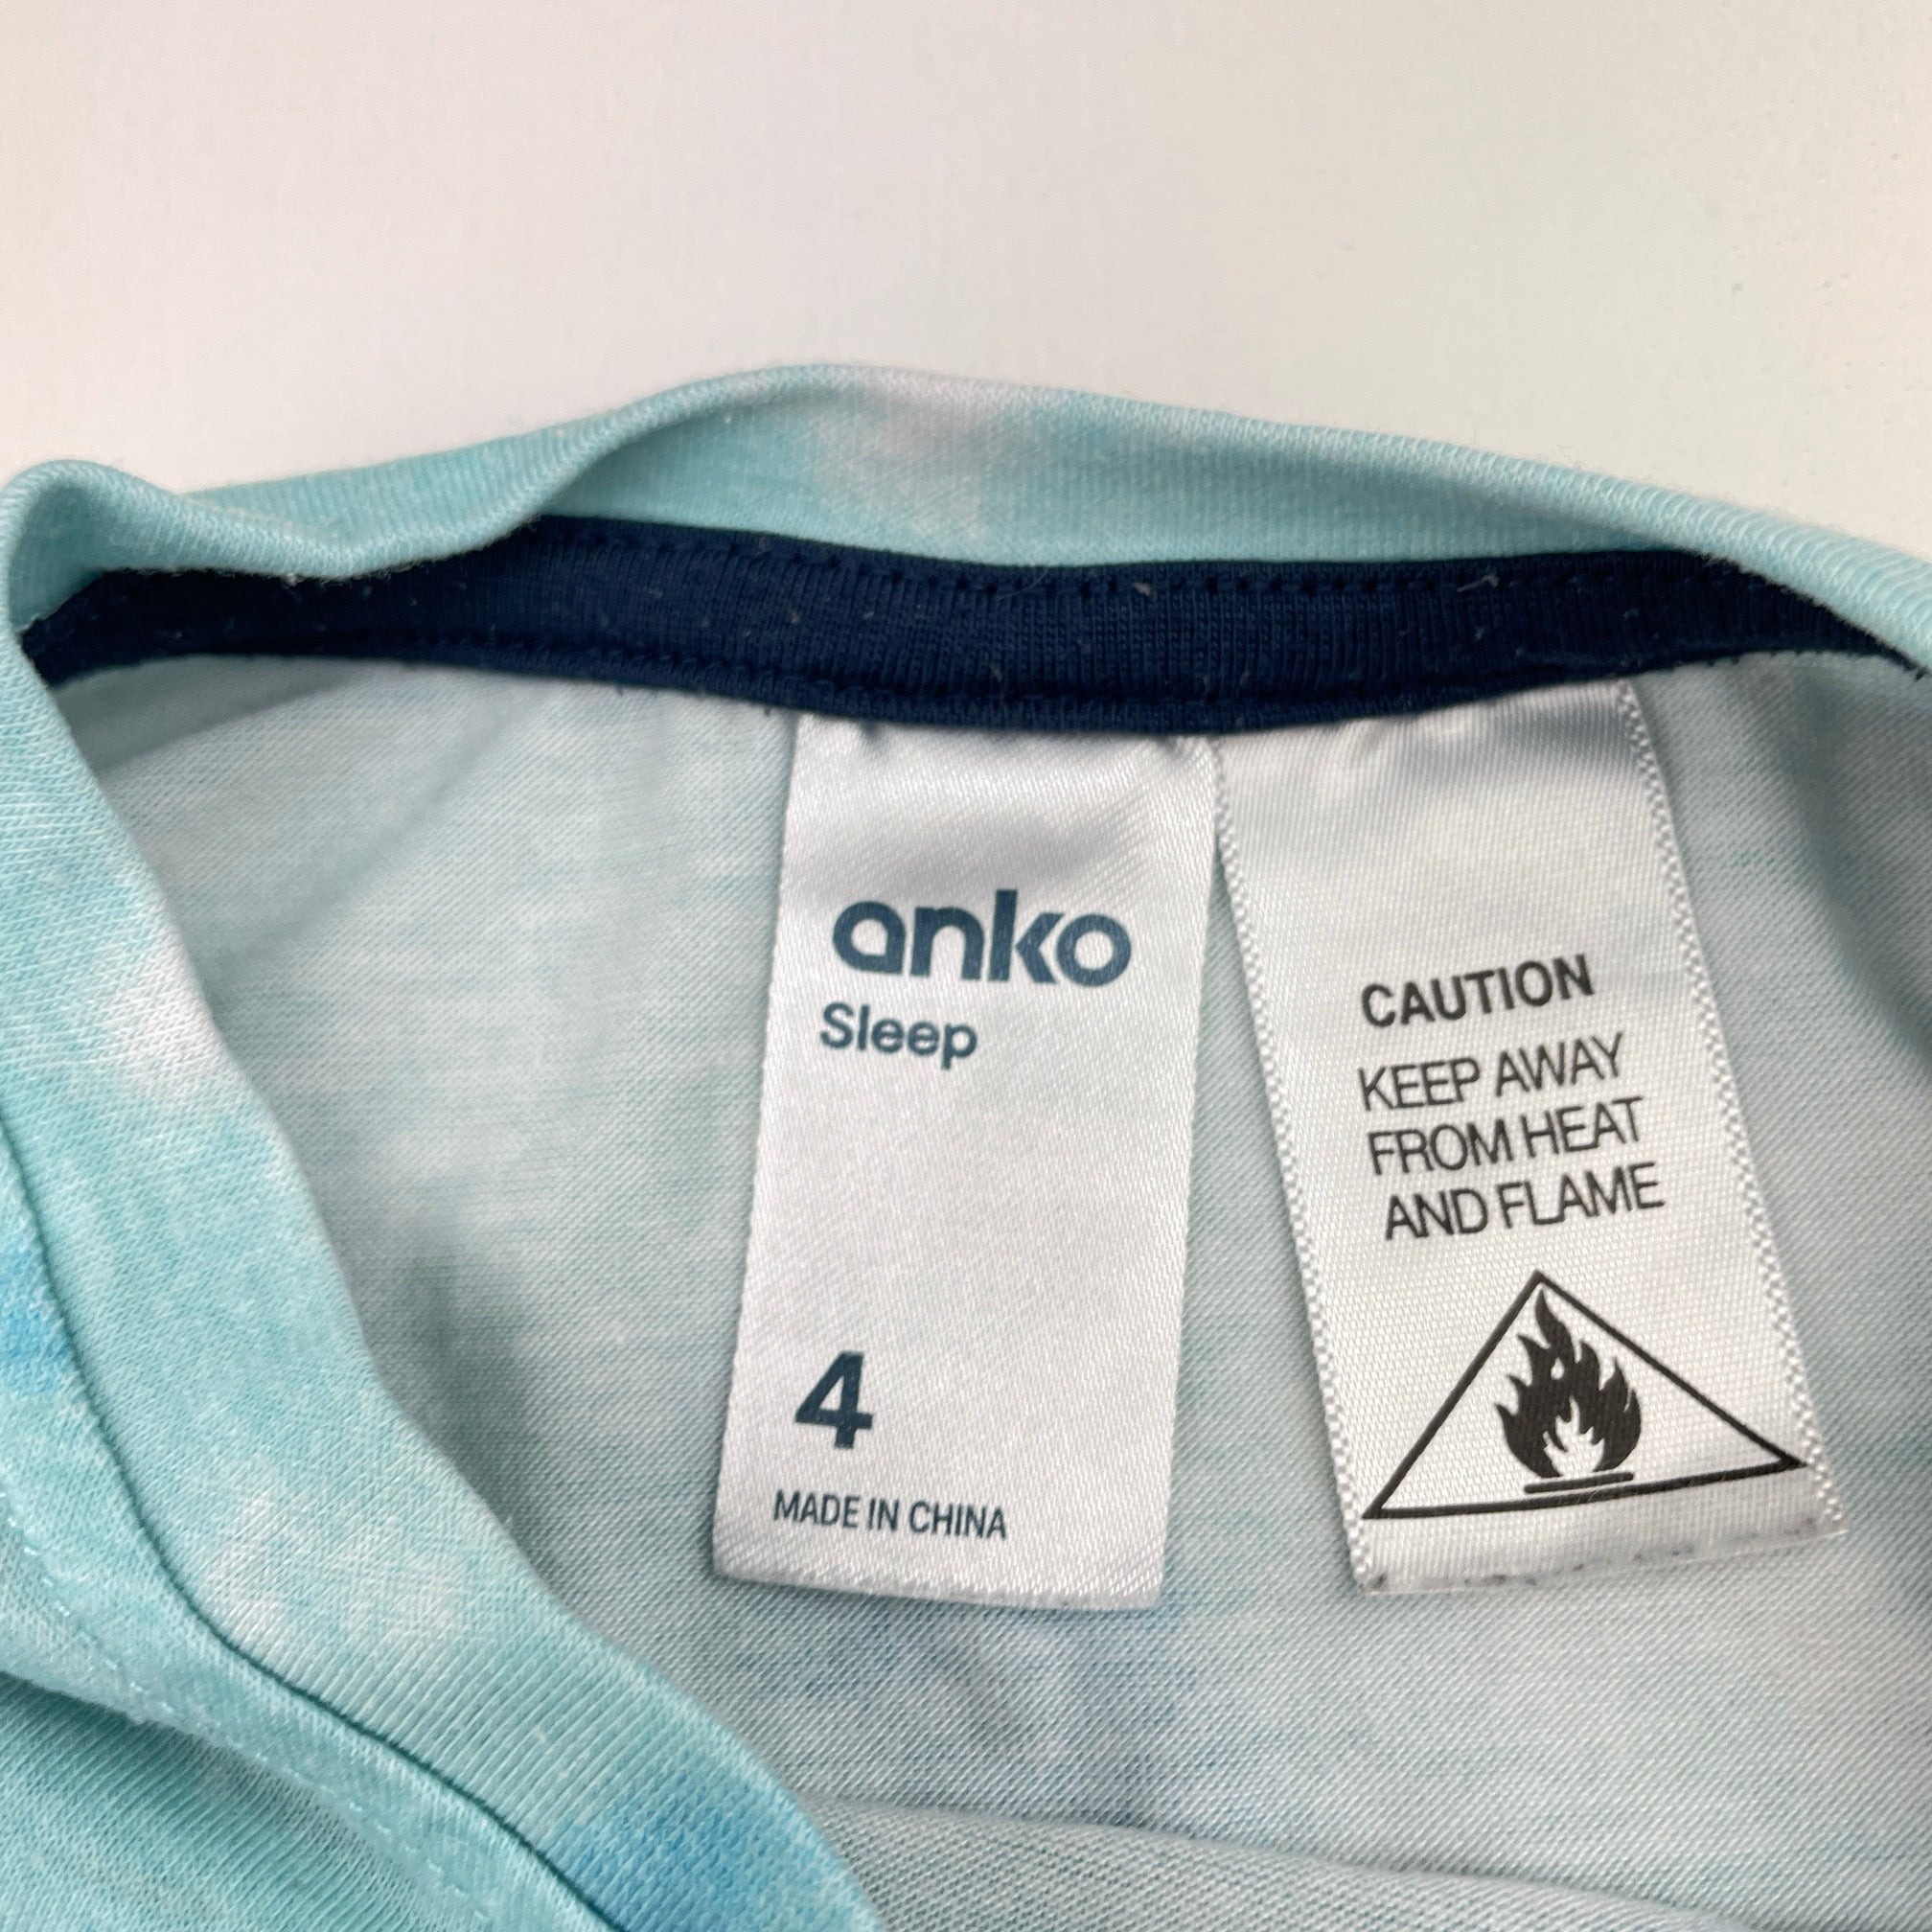 anko
Sleep
4
MADE IN CHINA
CAUTION
KEEP AWAY
FROM HEAT
AND FLAME